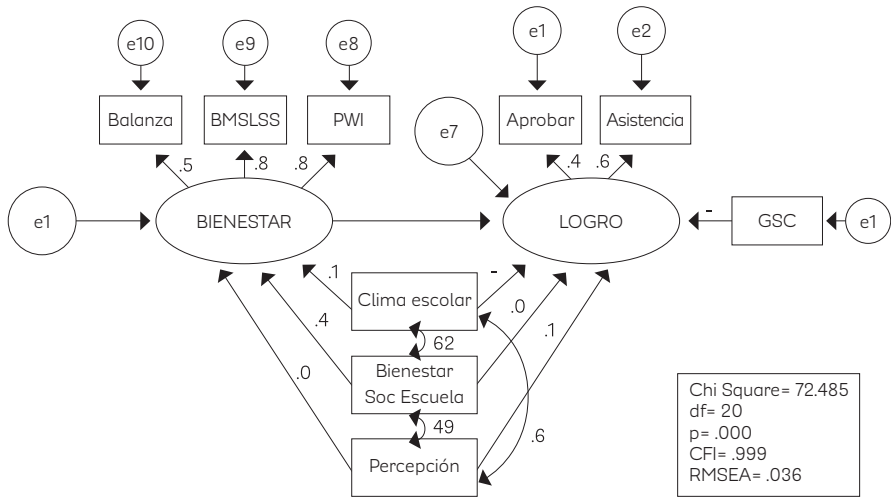 e10
e9
e8
e1
e2
Balanza
BMSLSS
PWI
e7
Aprobar
Asistencia
.5
.8
.8
.4
.6
e1
BIENESTAR
LOGRO
-
GSC
e1
.1
Clima escolar
-
.4
62
.0
.1
Bienestar
Soc Escuela
.0
49
.6
Percepción
Chi Square= 72.485
df= 20
p= .000
CFI= .999
RMSEA= .036